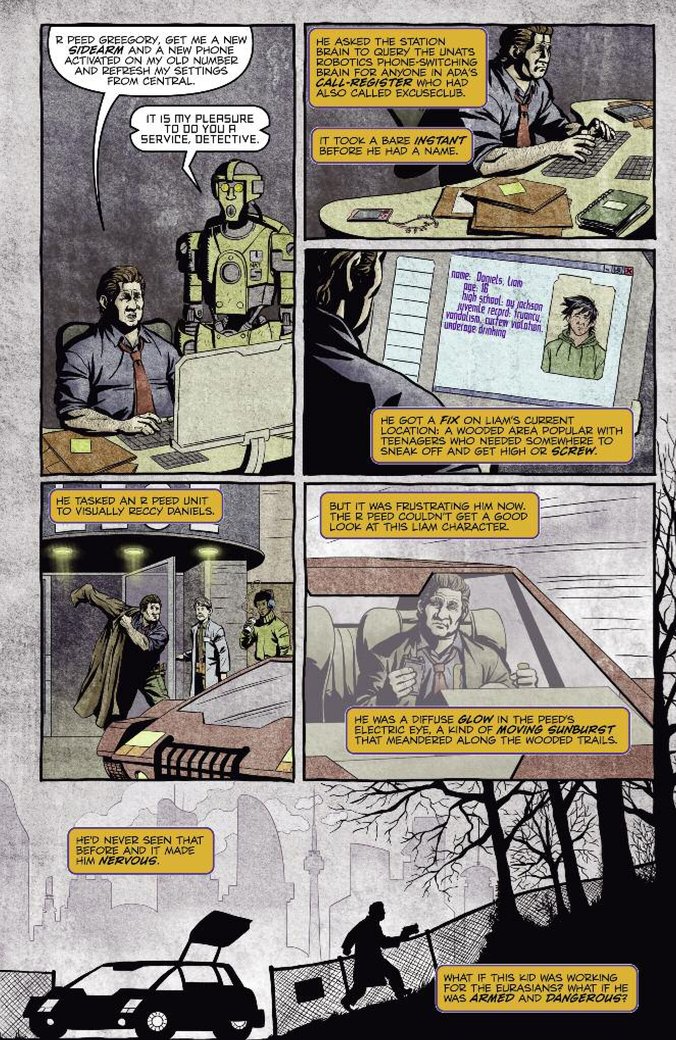 R PEED GREEGORY, GET ME A NEW
SIDEARM AND A NEW PHONE
ACTIVATED ON MY OLD NUMBER
AND REFRESH MY SETTINGS
FROM CENTRAL.
IT IS MY PLEASURE
TO DO YOU A
SERVICE, DETECTIVE.
HE ASKED THE STATION
BRAIN TO QUERY THE UNATS
ROBOTICS PHONE-SWITCHING
BRAIN FOR ANYONE IN ADA'S
CALL-REGISTER WHO HAD
ALSO CALLED EXCUSECLUB.
IT TOOK A BARE INSTANT
BEFORE HE HAD A NAME.
name: Daniels, Liam
age: 16
high school: ay jackson
juvenile record: truancy,
vandalism, curfew violation,
underage drinking
HE GOT A FIX ON LIAM'S CURRENT
LOCATION: A WOODED AREA POPULAR WITH
TEENAGERS WHO NEEDED SOMEWHERE TO
SNEAK OFF AND GET HIGH OR SCREW.
HE TASKED AN R PEED UNIT
TO VISUALLY RECCY DANIELS.
BUT IT WAS FRUSTRATING HIM NOW.
THE R PEED COULDN'T GET A GOOD
LOOK AT THIS LIAM CHARACTER.
HE WAS A DIFFUSE GLOW IN THE PEED'S
ELECTRIC EYE, A KIND OF MOVING SUNBURST
THAT MEANDERED ALONG THE WOODED TRAILS.
HE'D NEVER SEEN THAT
BEFORE AND IT MADE
HIM NERVOUS.
WHAT IF THIS KID WAS WORKING
FOR THE EURASIANS? WHAT IF HE
WAS ARMED AND DANGEROUS?